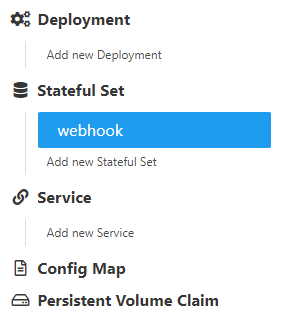 Deployment
Add new Deployment
Stateful Set
webhook
Add new Stateful Set
Service
Add new Service
Config Map
Persistent Volume Claim